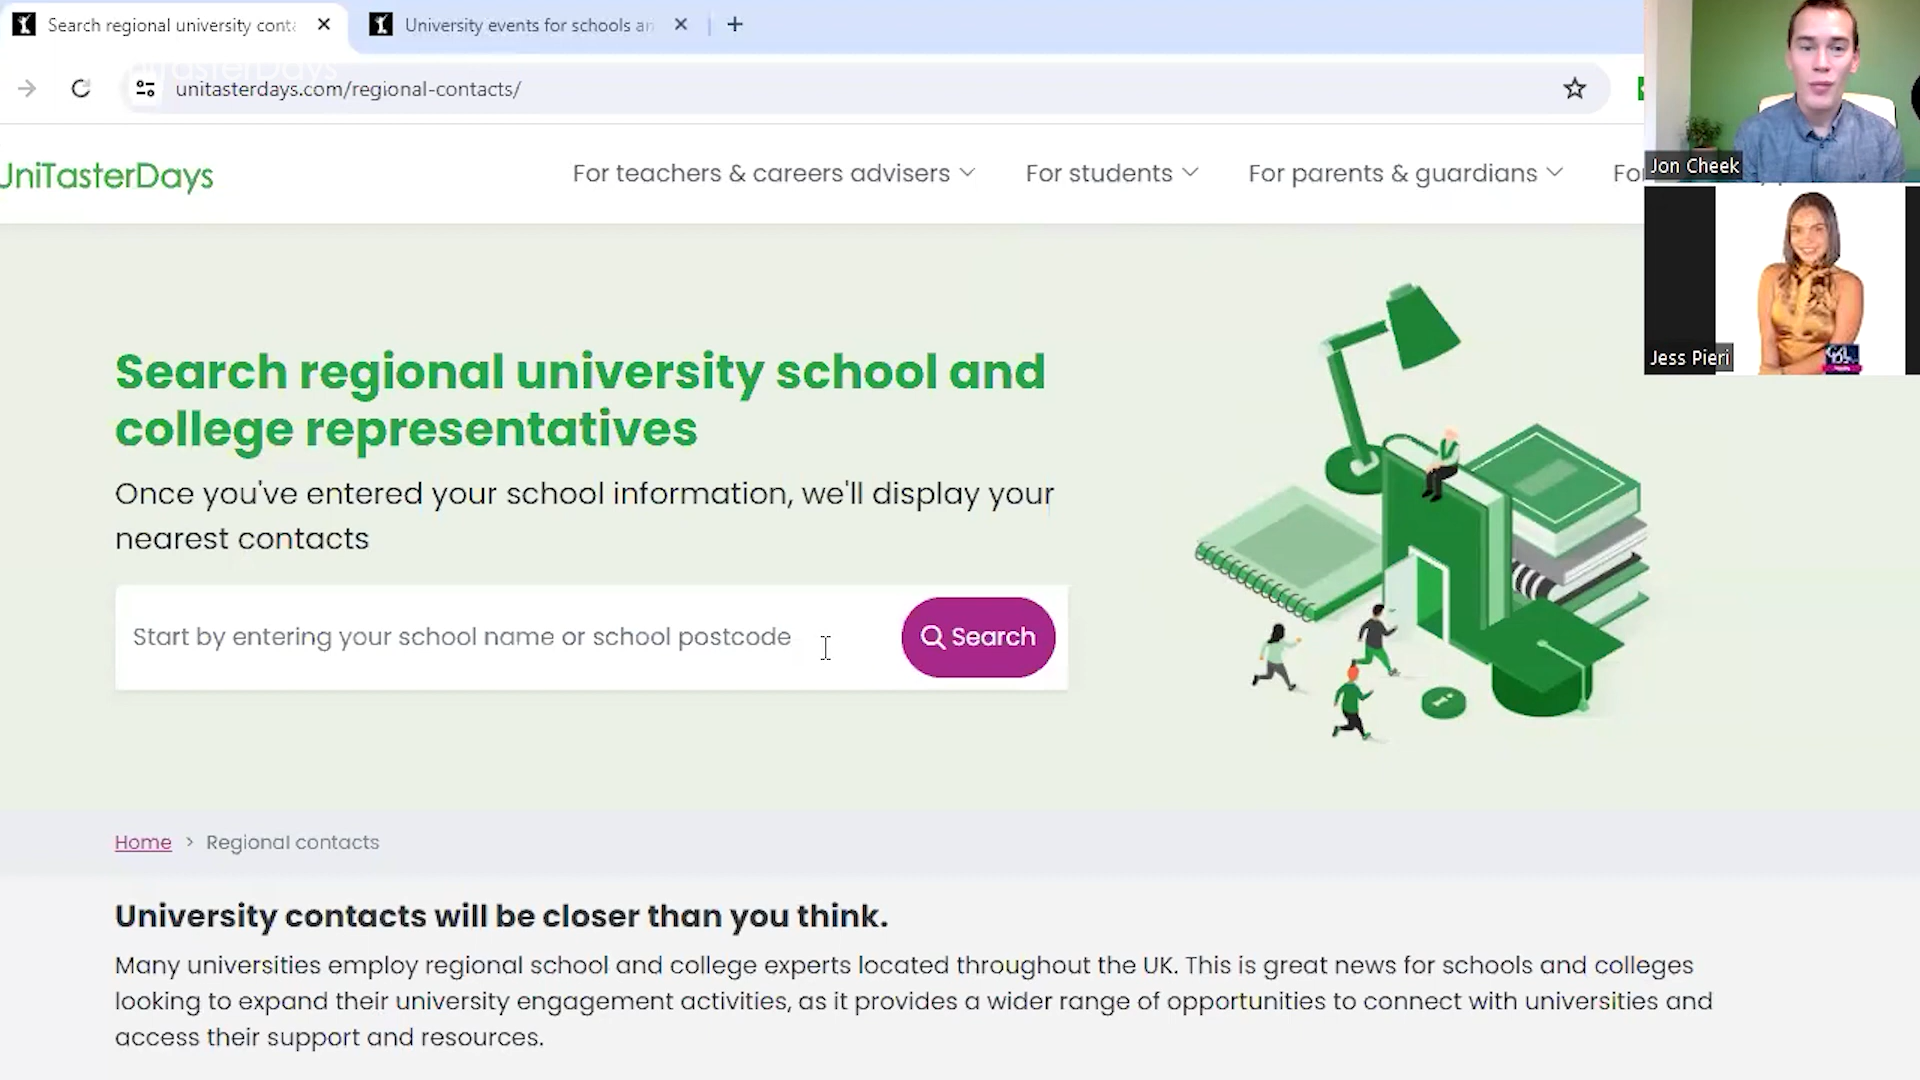 Search regional university conta
University events for schools an
unitasterdays.com/regional-contacts/
UniTasterDays
For teachers & careers advisers
For students
For parents & guardians
For
Jon Cheek
Jess Pieri
Search regional university school and
college representatives
Once you've entered your school information, we'll display your
nearest contacts
Start by entering your school name or school postcode
Search
Home > Regional contacts
University contacts will be closer than you think.
Many universities employ regional school and college experts located throughout the UK. This is great news for schools and colleges
looking to expand their university engagement activities, as it provides a wider range of opportunities to connect with universities and
access their support and resources.